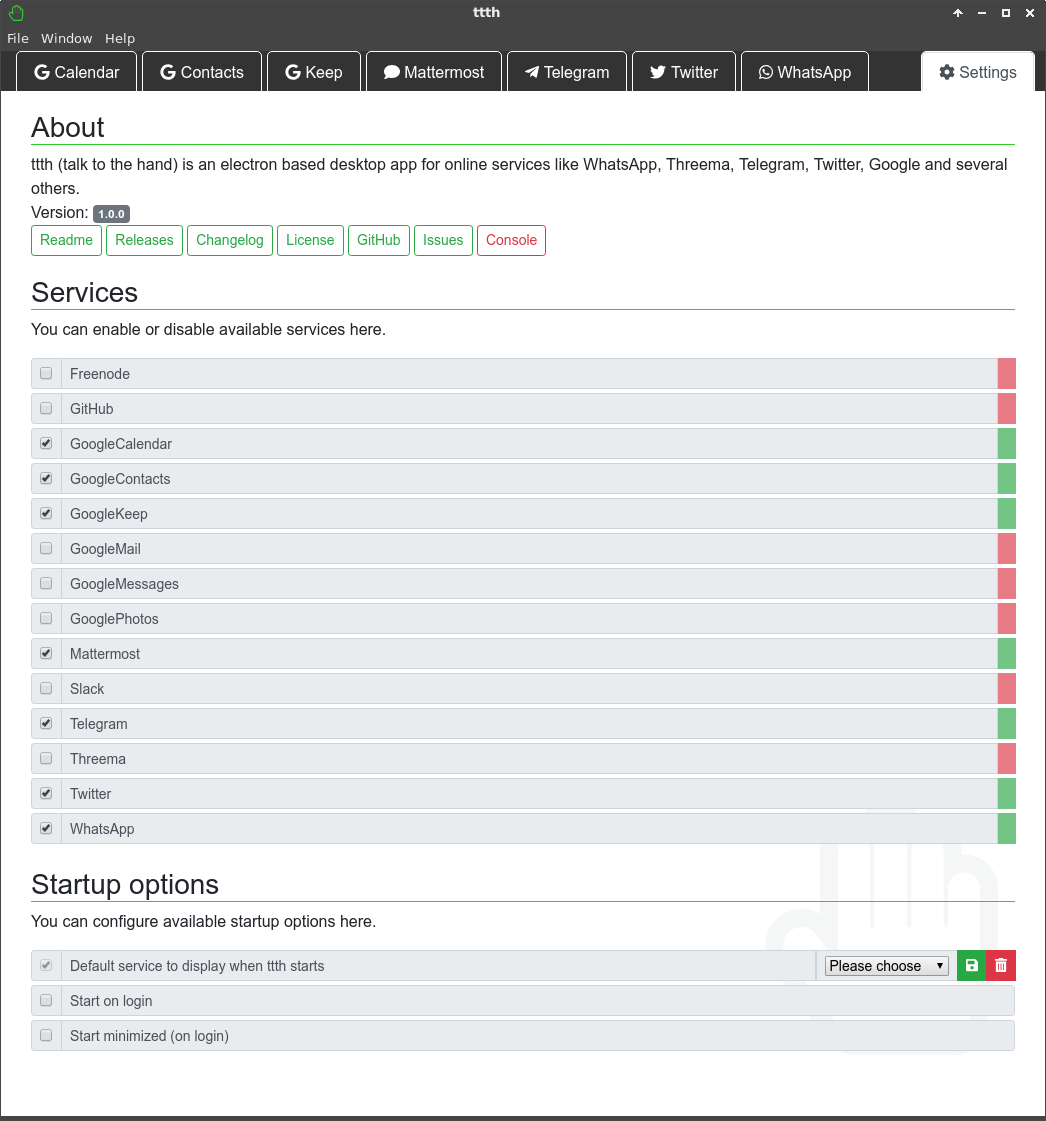 ttth
File Window Help
Calendar Contacts Keep Mattermost Telegram Twitter WhatsApp Settings
About
ttth (talk to the hand) is an electron based desktop app for online services like WhatsApp, Threema, Telegram, Twitter, Google and several
others.
Version: 1.0.0
Readme Releases Changelog License GitHub Issues Console
Services
You can enable or disable available services here.
Freenode
GitHub
GoogleCalendar
GoogleContacts
GoogleKeep
GoogleMail
GoogleMessages
GooglePhotos
Mattermost
Slack
Telegram
Threema
Twitter
WhatsApp
Startup options
You can configure available startup options here.
Default service to display when ttth starts Please choose
Start on login
Start minimized (on login)